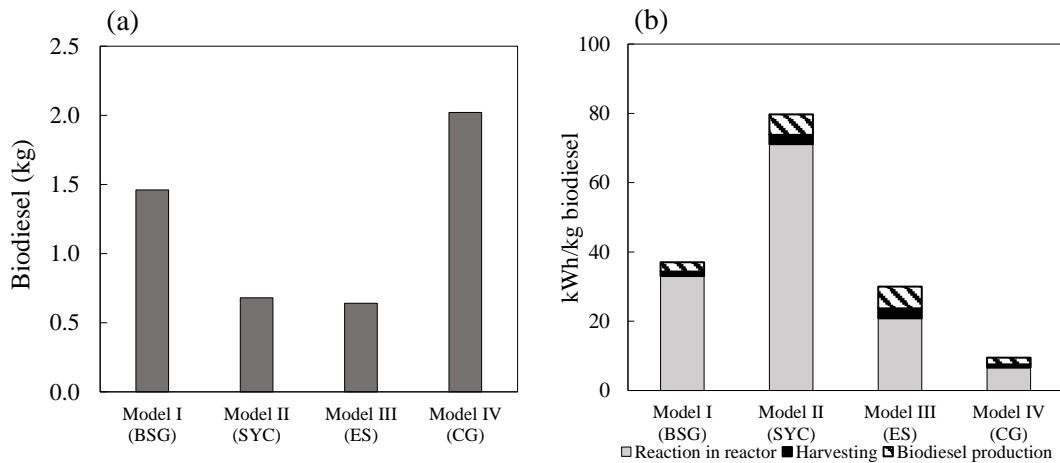 (a)
Biodiesel (kg)
2.5
2.0
1.5
1.0
0.5
0.0
Model I
(BSG)
Model II
(SYC)
Model III
(ES)
Model IV
(CG)
(b)
kWh/kg biodiesel
100
80
60
40
20
0
Model I
(BSG)
Model II
(SYC)
Model III
(ES)
Model IV
(CG)
Reaction in reactor Harvesting Biodiesel production